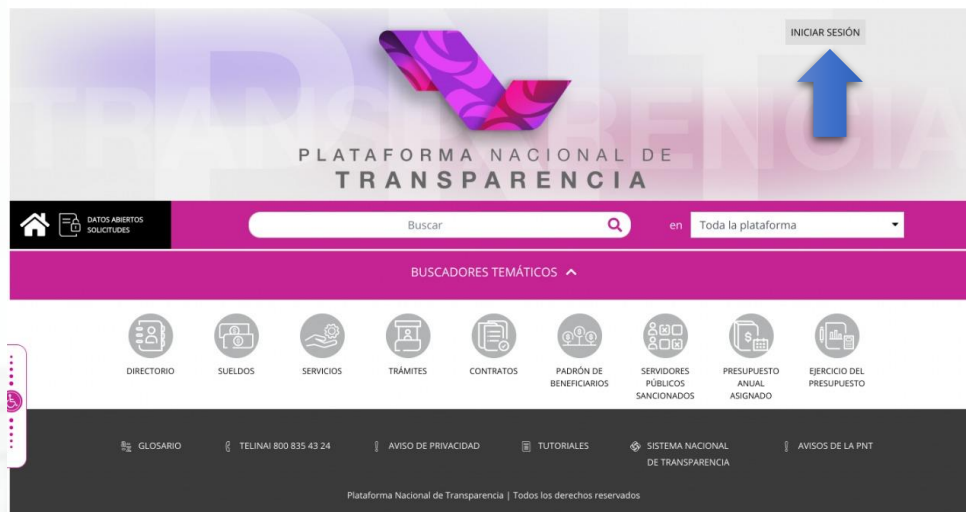 INICIAR SESIÓN
PNT
TRANSPARENCIA
PLATAFORMA NACIONAL DE
TRANSPARENCIA
DATOS ABIERTOS
SOLICITUDES
Buscar
en
Toda la plataforma
BUSCADORES TEMÁTICOS
DIRECTORIO
SUELDOS
SERVICIOS
TRÁMITES
CONTRATOS
PADRÓN DE
BENEFICIARIOS
SERVIDORES
PÚBLICOS
SANCIONADOS
PRESUPUESTO
ANUAL
ASIGNADO
EJERCICIO DEL
PRESUPUESTO
GLOSARIO
TELINAI 800 835 43 24
AVISO DE PRIVACIDAD
TUTORIALES
SISTEMA NACIONAL
DE TRANSPARENCIA
AVISOS DE LA PNT
Plataforma Nacional de Transparencia | Todos los derechos reservados